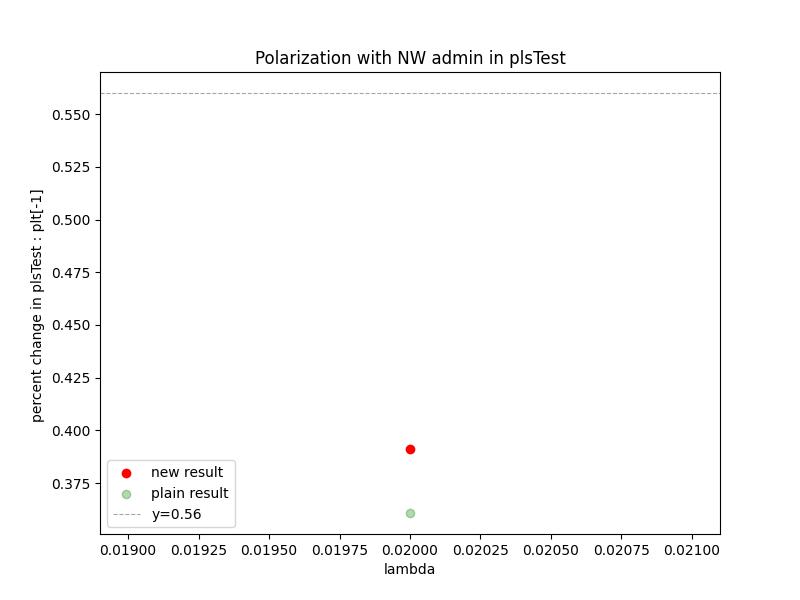 Polarization with NW admin in plsTest
percent change in plsTest : plt[-1]
0.550
0.525
0.500
0.475
0.450
0.425
0.400
0.375
new result
plain result
y=0.56
0.01900 0.01925 0.01950 0.01975 0.02000 0.02025 0.02050 0.02075 0.02100
lambda